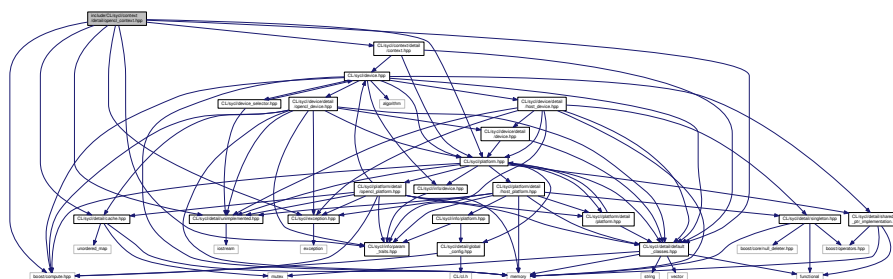 include/CL/sycl/context
/detail/opencl_context.hpp
CL/sycl/context/detail
/context.hpp
CL/sycl/device.hpp
CL/sycl/device_selector.hpp
CL/sycl/device/detail
/opencl_device.hpp
algorithm
CL/sycl/device/detail
/host_device.hpp
CL/sycl/device/detail
/device.hpp
CL/sycl/platform.hpp
CL/sycl/platform/detail
/opencl_platform.hpp
CL/sycl/info/device.hpp
CL/sycl/platform/detail
/host_platform.hpp
CL/sycl/detail/cache.hpp
CL/sycl/detail/unimplemented.hpp
CL/sycl/exception.hpp
CL/sycl/info/platform.hpp
CL/sycl/platform/detail
/platform.hpp
CL/sycl/detail/singleton.hpp
CL/sycl/detail/shared
_ptr_implementation.
unordered_map
iostream
exception
CL/sycl/info/param
_traits.hpp
CL/sycl/detail/global
_config.hpp
CL/sycl/detail/default
_classes.hpp
boost/core/null_deleter.hpp
boost/operators.hpp
boost/compute.hpp
mutex
CL/cl.h
memory
string
vector
functional